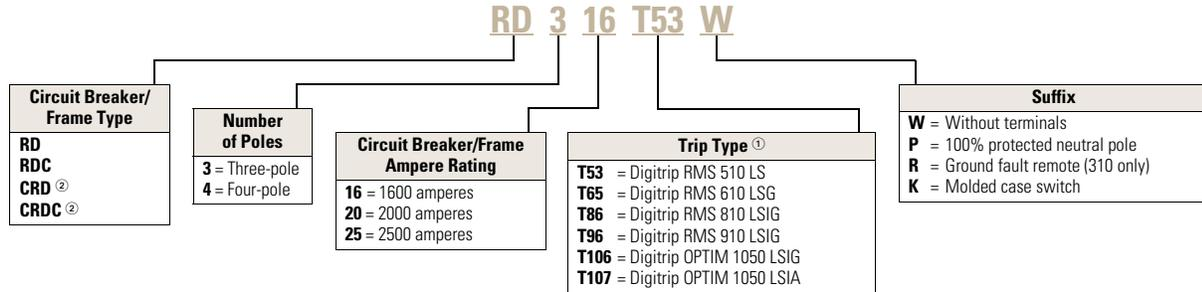 RD 3 16 T53 W
Circuit Breaker/
Frame Type
RD
RDC
CRD ②
CRDC ②
Number
of Poles
3 = Three-pole
4 = Four-pole
Circuit Breaker/Frame
Ampere Rating
16 = 1600 amperes
20 = 2000 amperes
25 = 2500 amperes
Trip Type ①
T53 = Digitrip RMS 510 LS
T65 = Digitrip RMS 610 LSG
T86 = Digitrip RMS 810 LSIG
T96 = Digitrip RMS 910 LSIG
T106 = Digitrip OPTIM 1050 LSIG
T107 = Digitrip OPTIM 1050 LSIA
Suffix
W = Without terminals
P = 100% protected neutral pole
R = Ground fault remote (310 only)
K = Molded case switch